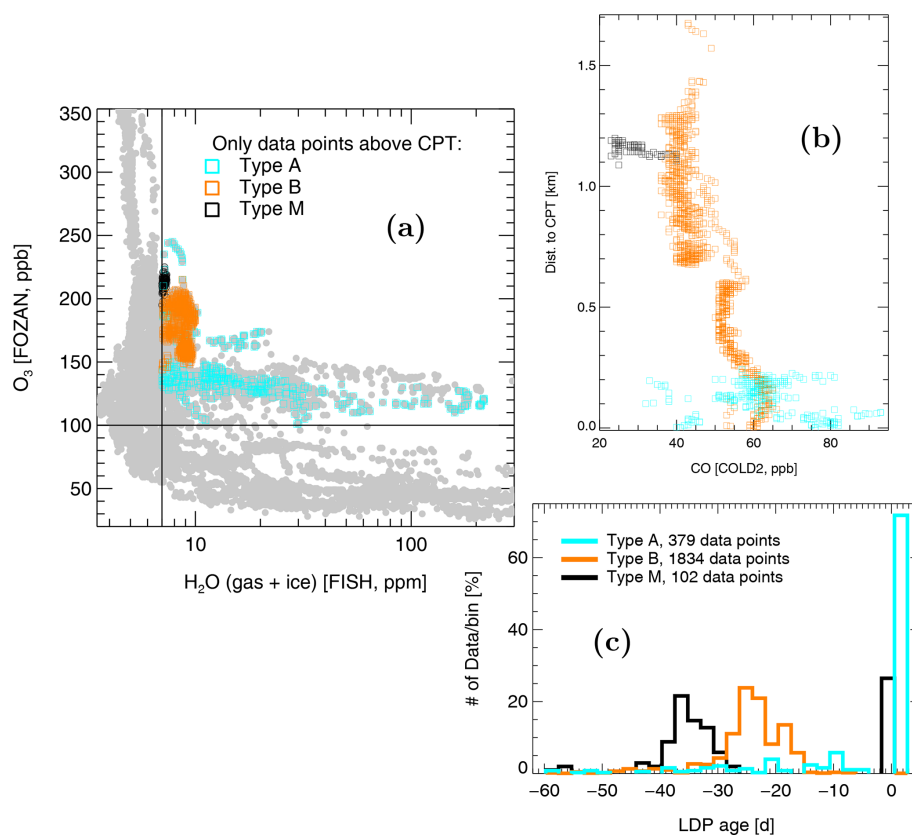 350
300
250
200
150
100
50
O₃ [FOZAN, ppb]
Only data points above CPT:
Type A
Type B
Type M
(a)
10
100
H₂O (gas + ice) [FISH, ppm]
1.5
1.0
0.5
0.0
Dist. to CPT [km]
(b)
20
40
60
80
CO [COLD2, ppb]
60
40
20
0
# of Data/bin [%]
Type A, 379 data points
Type B, 1834 data points
Type M, 102 data points
(c)
−60
−50
−40
−30
−20
−10
0
LDP age [d]